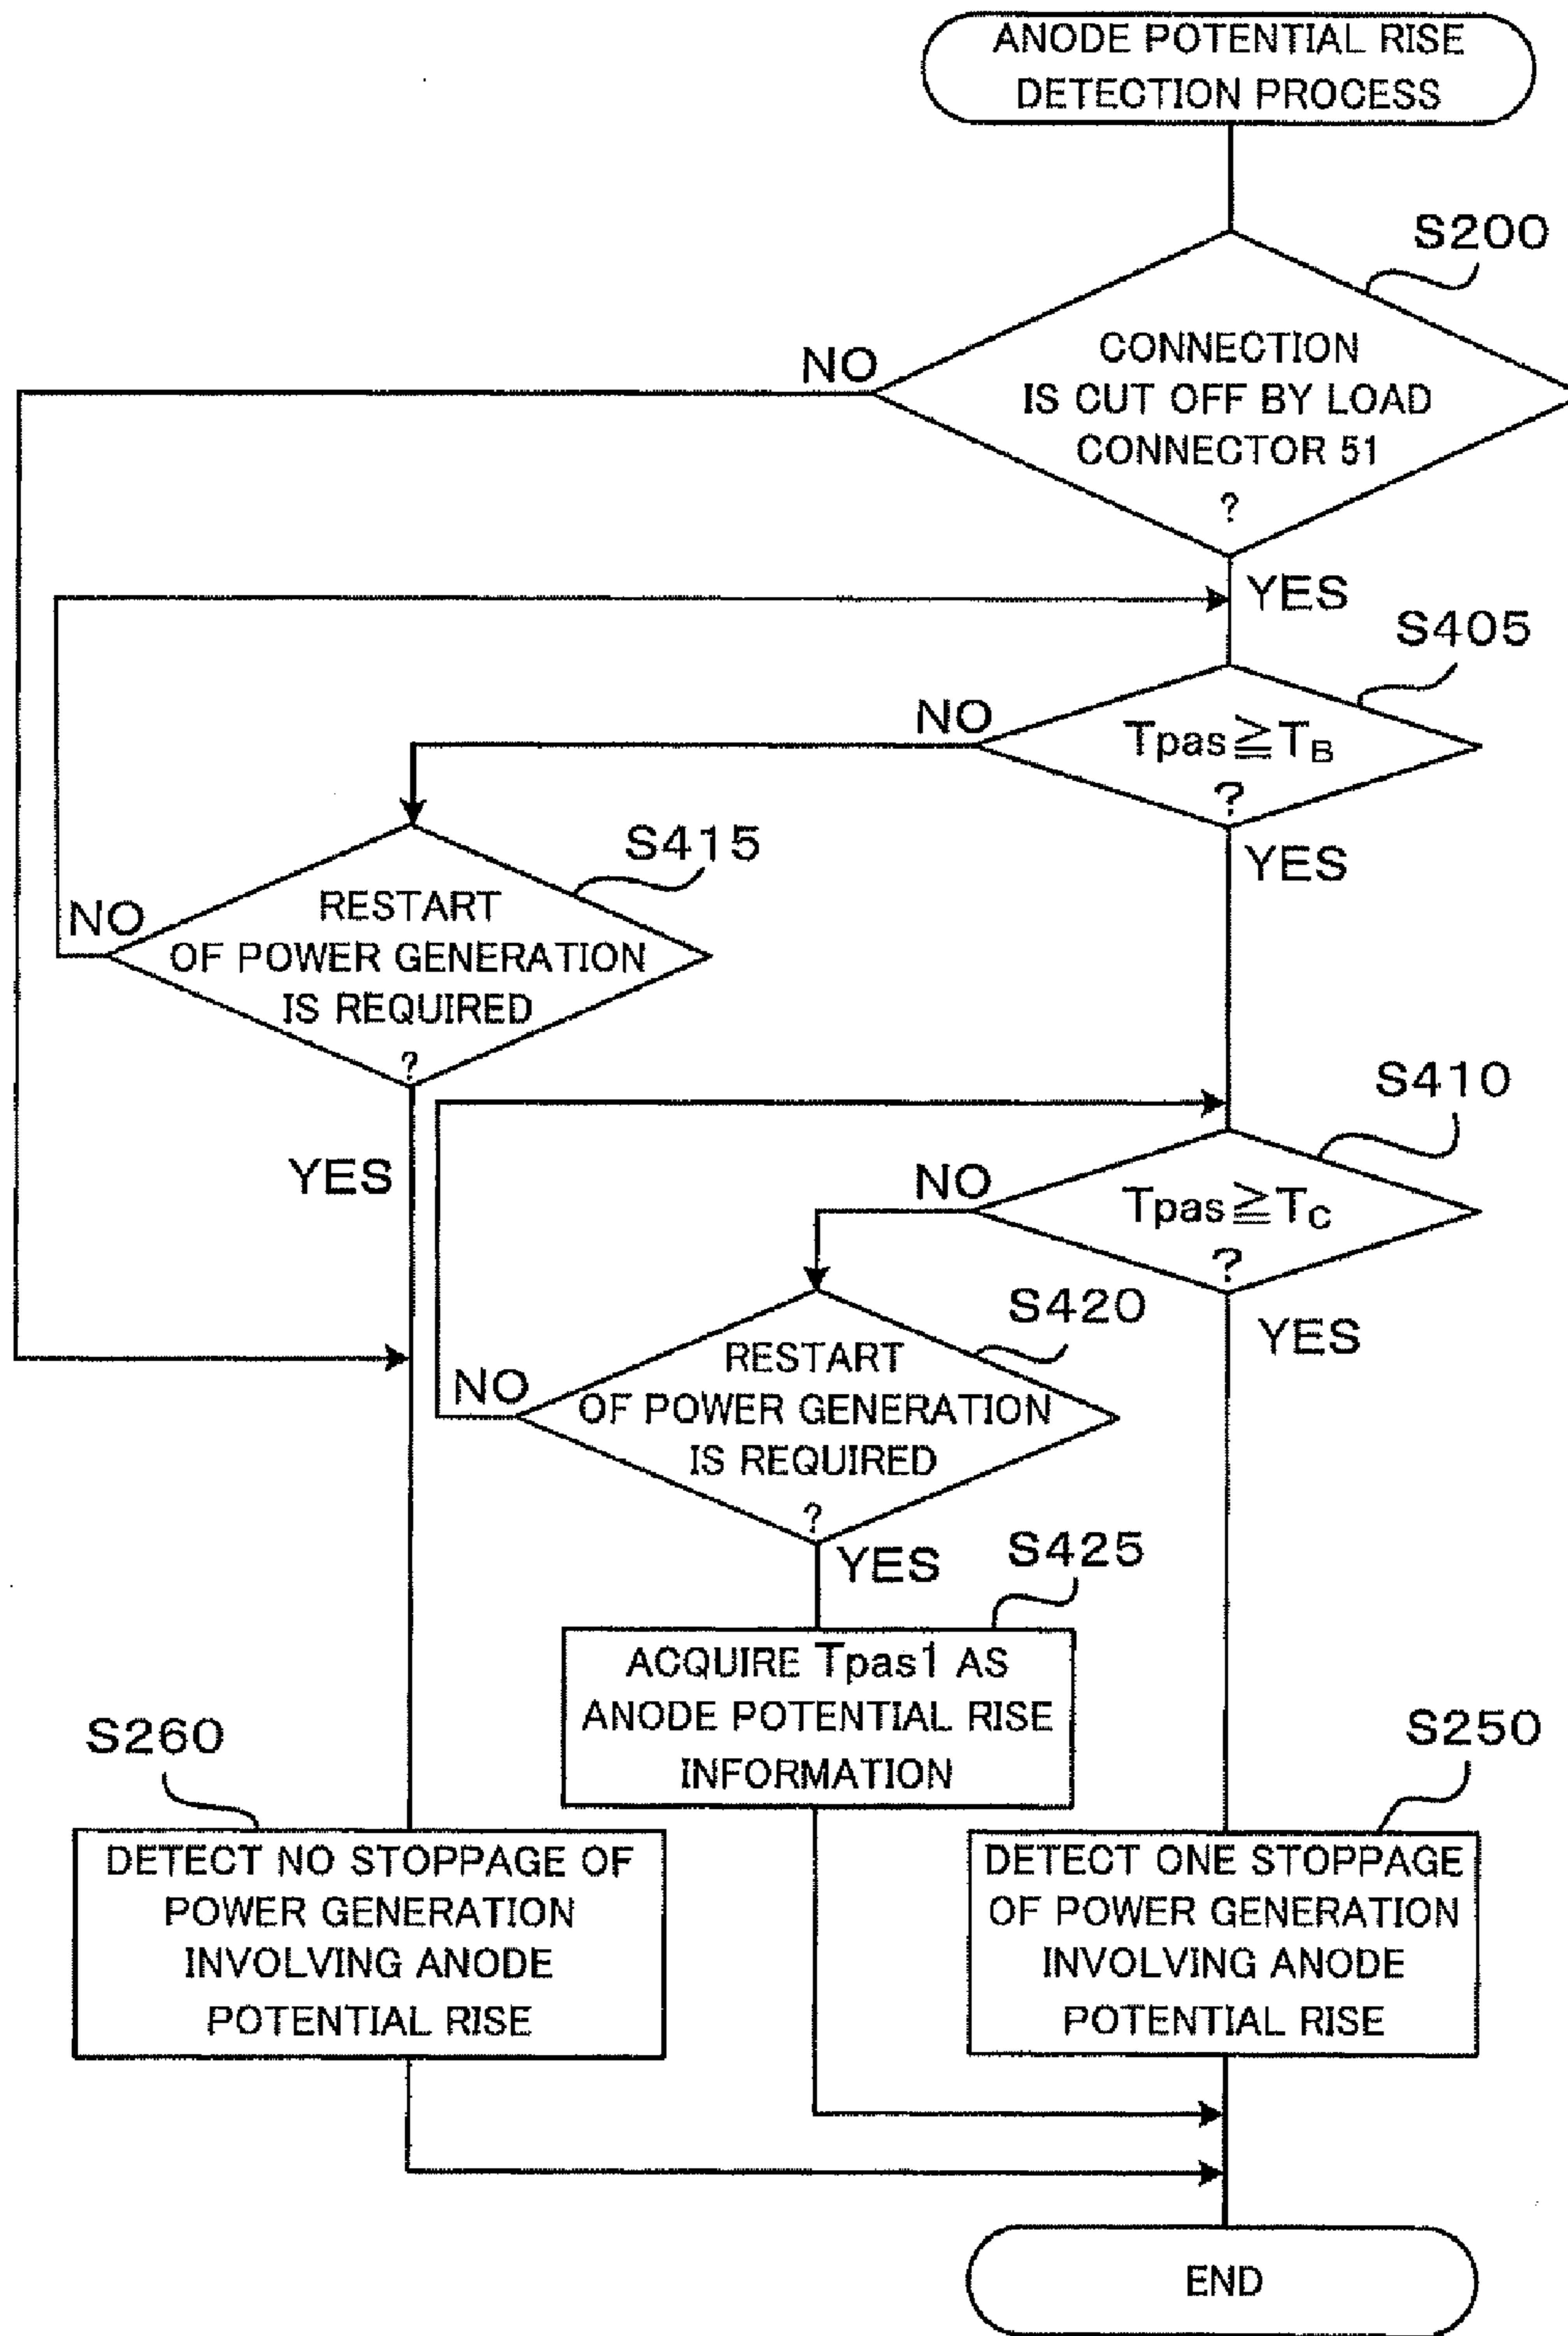 ANODE POTENTIAL RISE
DETECTION PROCESS
S200
NO
CONNECTION
IS CUT OFF BY LOAD
CONNECTOR 51
?
YES
S405
NO
Tpas≧TB
?
YES
S415
NO
RESTART
OF POWER GENERATION
IS REQUIRED
?
YES
S410
NO
Tpas≧TC
?
YES
S420
NO
RESTART
OF POWER GENERATION
IS REQUIRED
?
YES
S425
ACQUIRE Tpas1 AS
ANODE POTENTIAL RISE
INFORMATION
S260
DETECT NO STOPPAGE OF
POWER GENERATION
INVOLVING ANODE
POTENTIAL RISE
S250
DETECT ONE STOPPAGE
OF POWER GENERATION
INVOLVING ANODE
POTENTIAL RISE
END